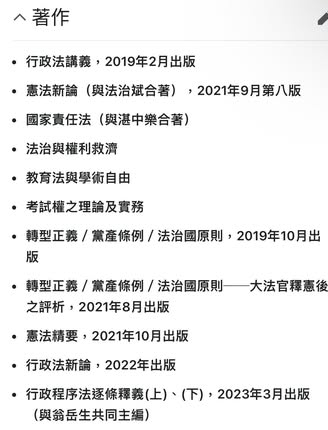 著作
行政法講義，2019年2月出版
憲法新論（與法治斌合著），2021年9月第八版
國家責任法（與湛中樂合著）
法治與權利救濟
教育法與學術自由
考試權之理論及實務
轉型正義 / 黨產條例 / 法治國原則，2019年10月出
版
轉型正義 / 黨產條例 / 法治國原則──大法官釋憲後
之評析，2021年8月出版
憲法精要，2021年10月出版
行政法新論，2022年出版
行政程序法逐條釋義(上)、(下)，2023年3月出版
（與翁岳生共同主編）